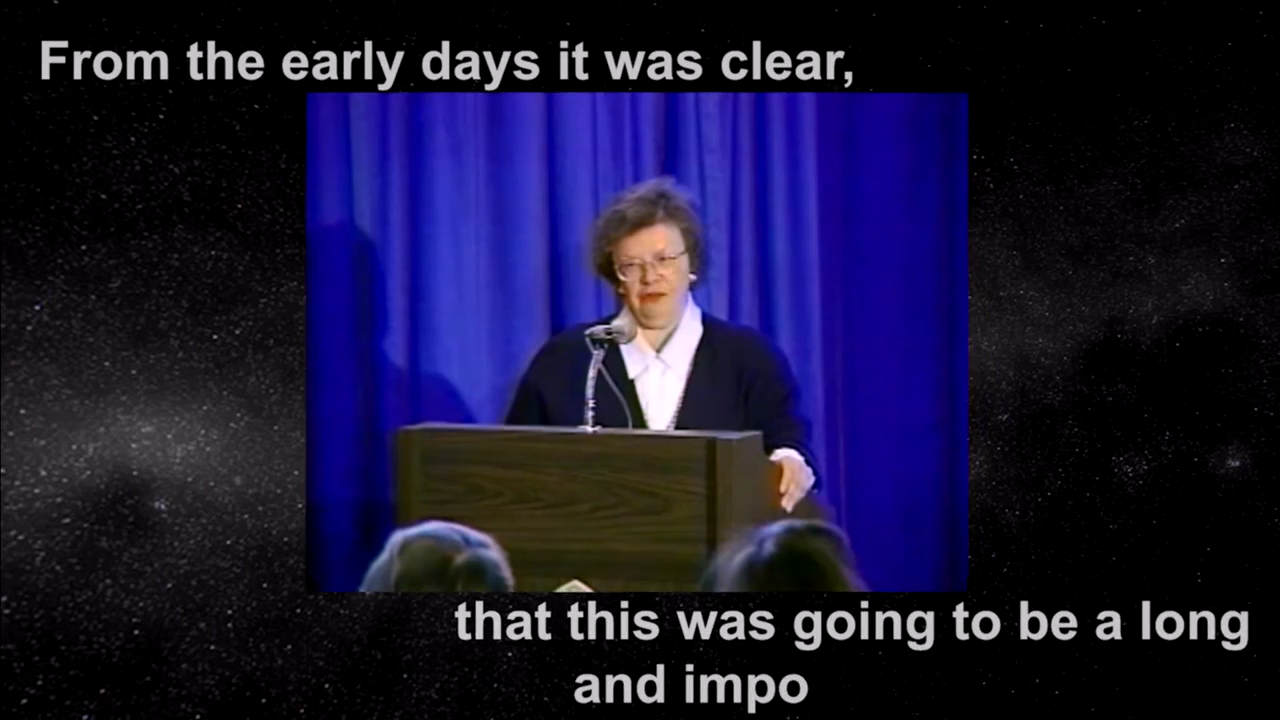 From the early days it was clear,
that this was going to be a long
and impo